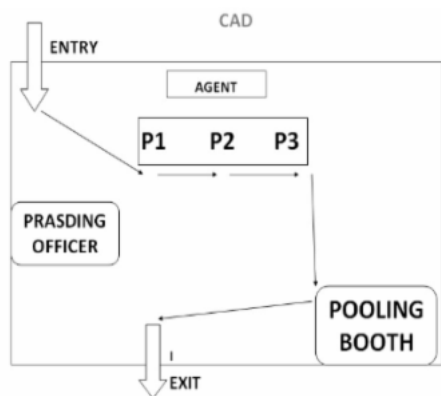 CAD
ENTRY
AGENT
P1 P2 P3
PRASDING
OFFICER
POOLING
BOOTH
I
EXIT